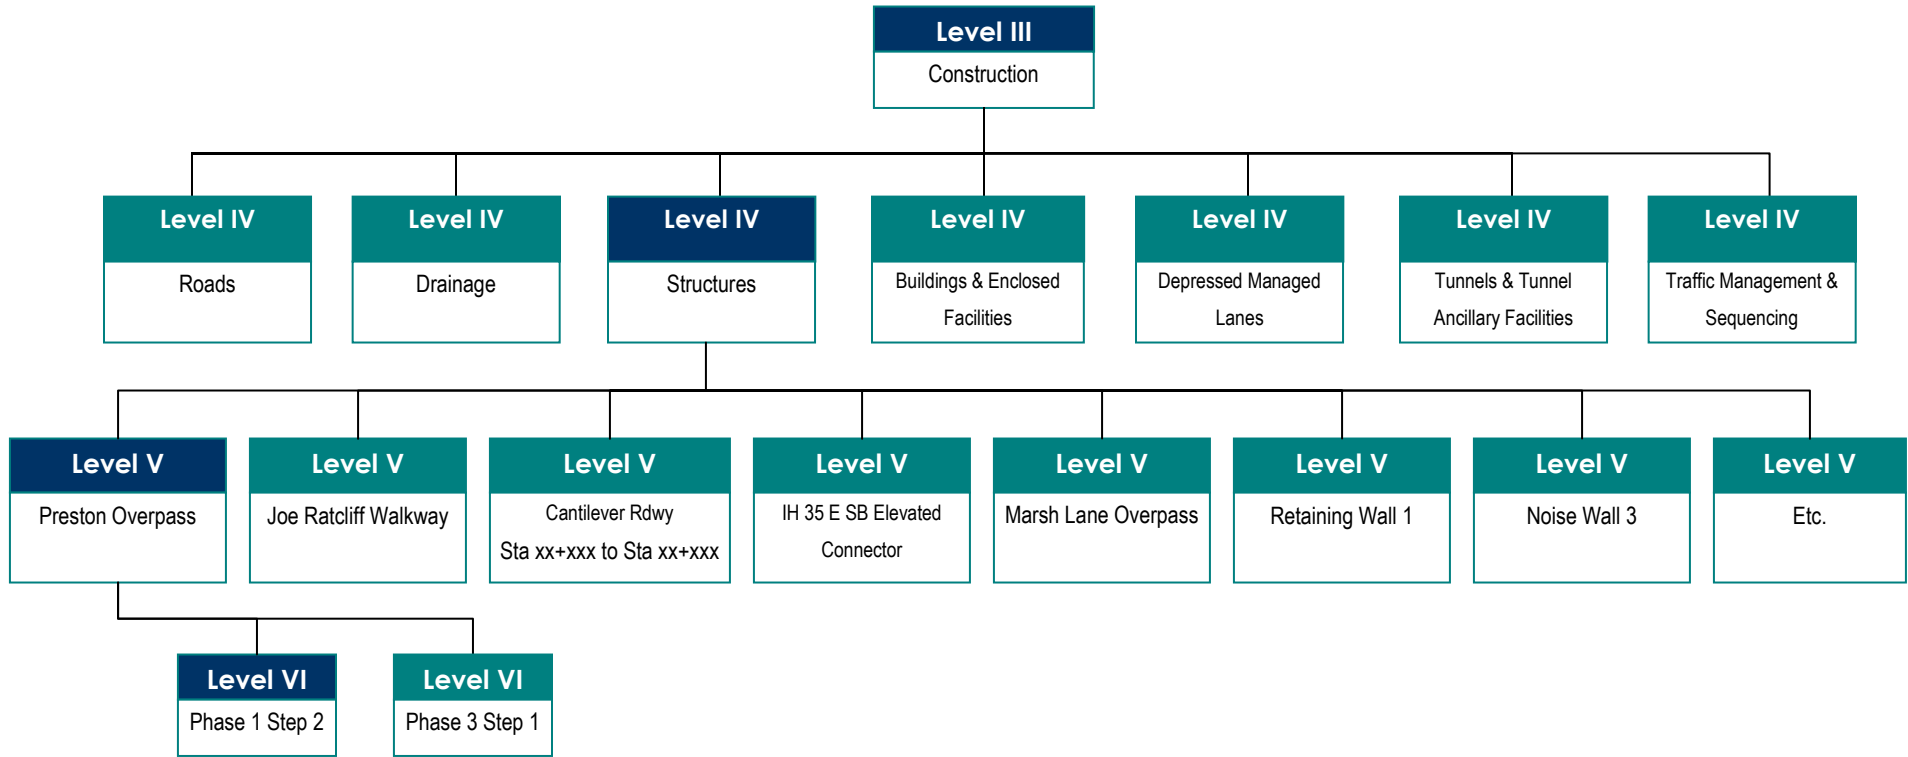 Level III
Construction
Level IV
Roads
Level IV
Drainage
Level IV
Structures
Level IV
Buildings & Enclosed
Facilities
Level IV
Depressed Managed
Lanes
Level IV
Tunnels & Tunnel
Ancillary Facilities
Level IV
Traffic Management &
Sequencing
Level V
Preston Overpass
Level V
Joe Ratcliff Walkway
Level V
Cantilever Rdwy
Sta xx+xxx to Sta xx+xxx
Level V
IH 35 E SB Elevated
Connector
Level V
Marsh Lane Overpass
Level V
Retaining Wall 1
Level V
Noise Wall 3
Level V
Etc.
Level VI
Phase 1 Step 2
Level VI
Phase 3 Step 1